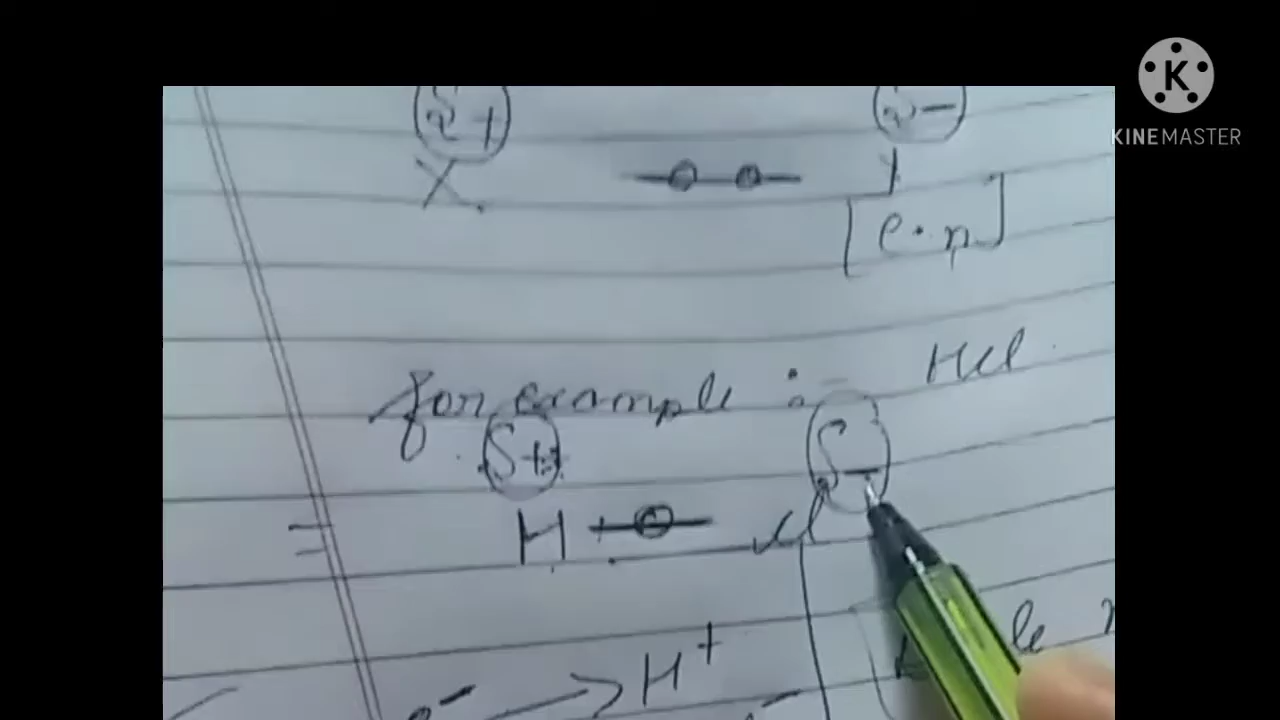 δ+ δ-
X Y
[e.n]
for example :- HCl
δ+ δ-
H Cl
H+
KINEMASTER